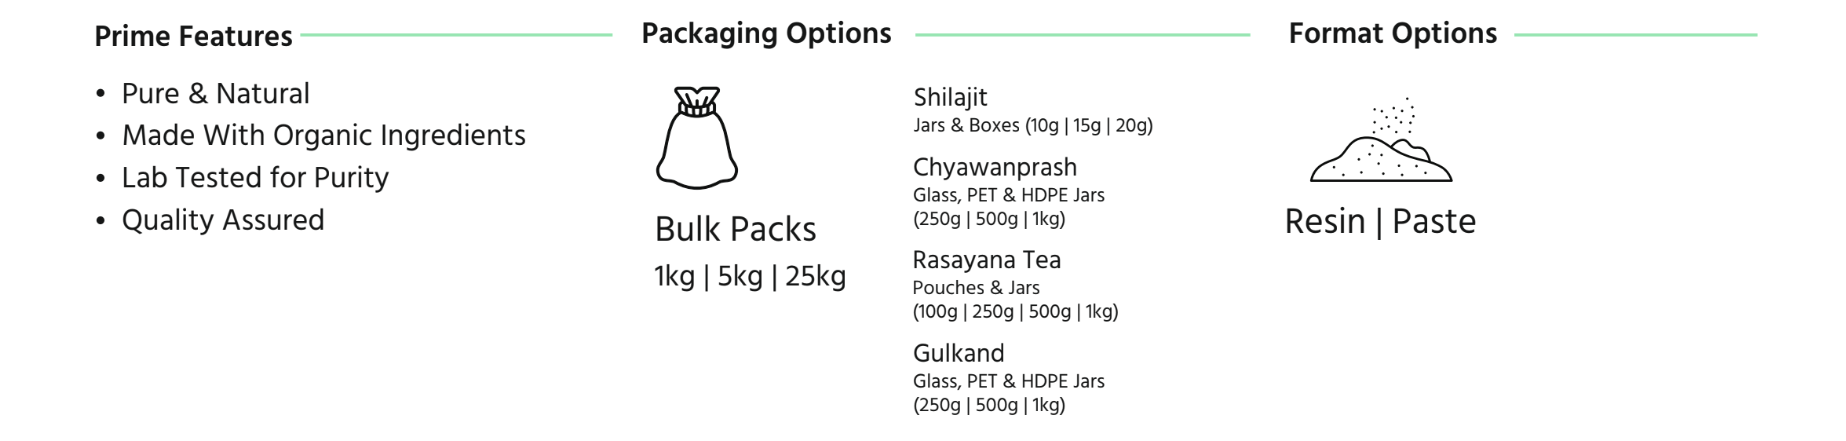 Prime Features
• Pure & Natural
• Made With Organic Ingredients
• Lab Tested for Purity
• Quality Assured
Packaging Options
Bulk Packs
1kg | 5kg | 25kg
Shilajit
Jars & Boxes (10g | 15g | 20g)
Chyawanprash
Glass, PET & HDPE Jars
(250g | 500g | 1kg)
Rasayana Tea
Pouches & Jars
(100g | 250g | 500g | 1kg)
Gulkand
Glass, PET & HDPE Jars
(250g | 500g | 1kg)
Format Options
Resin | Paste